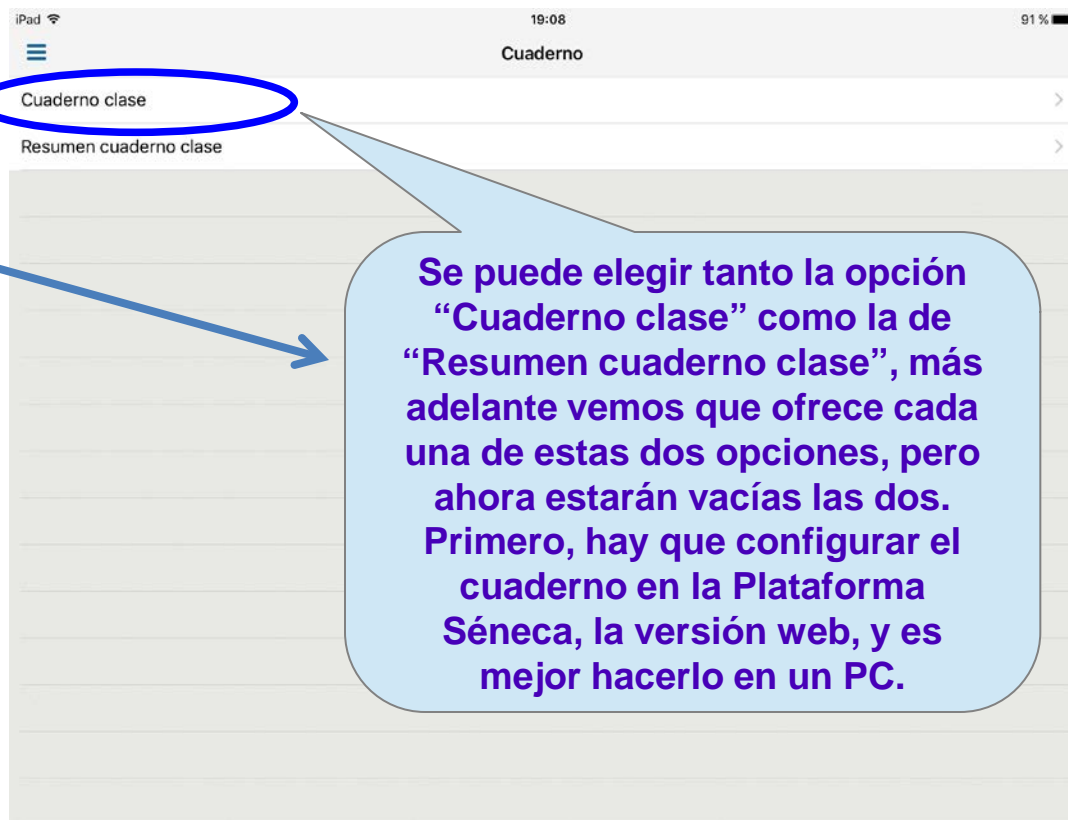 iPad 19:08 91 %
Cuaderno
Cuaderno clase
Resumen cuaderno clase
Se puede elegir tanto la opción
“Cuaderno clase” como la de
“Resumen cuaderno clase”, más
adelante vemos que ofrece cada
una de estas dos opciones, pero
ahora estarán vacías las dos.
Primero, hay que configurar el
cuaderno en la Plataforma
Séneca, la versión web, y es
mejor hacerlo en un PC.